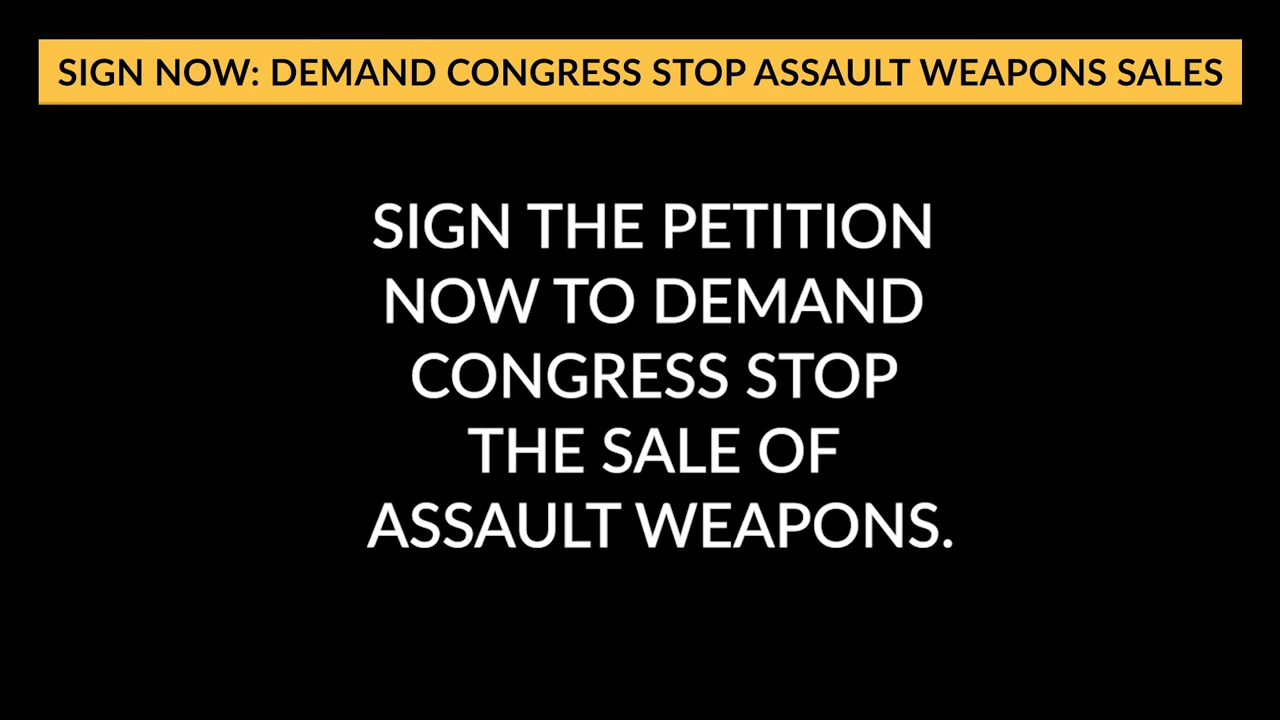 SIGN NOW: DEMAND CONGRESS STOP ASSAULT WEAPONS SALES
SIGN THE PETITION
NOW TO DEMAND
CONGRESS STOP
THE SALE OF
ASSAULT WEAPONS.